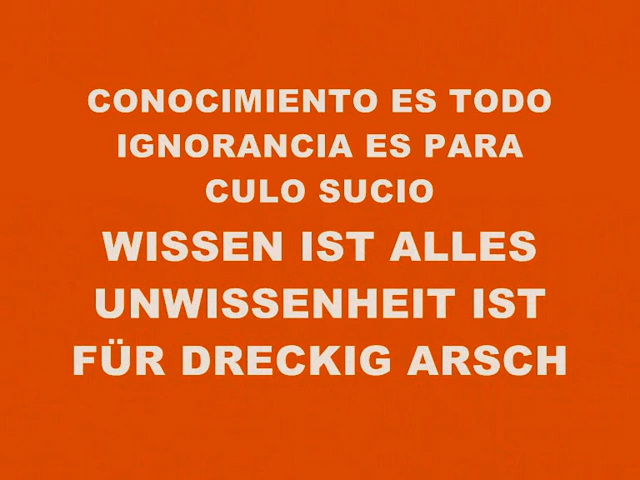 CONOCIMIENTO ES TODO
IGNORANCIA ES PARA
CULO SUCIO
WISSEN IST ALLES
UNWISSENHEIT IST
FÜR DRECKIG ARSCH